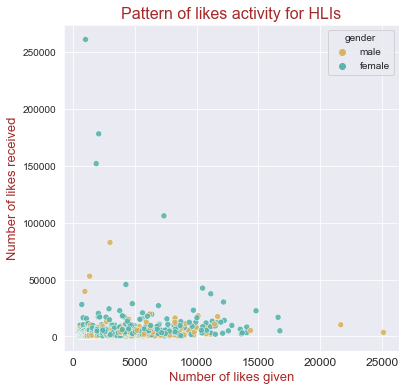 Pattern of likes activity for HLIs
gender
male
female
250000
200000
150000
100000
50000
0
Number of likes received
0 5000 10000 15000 20000 25000
Number of likes given